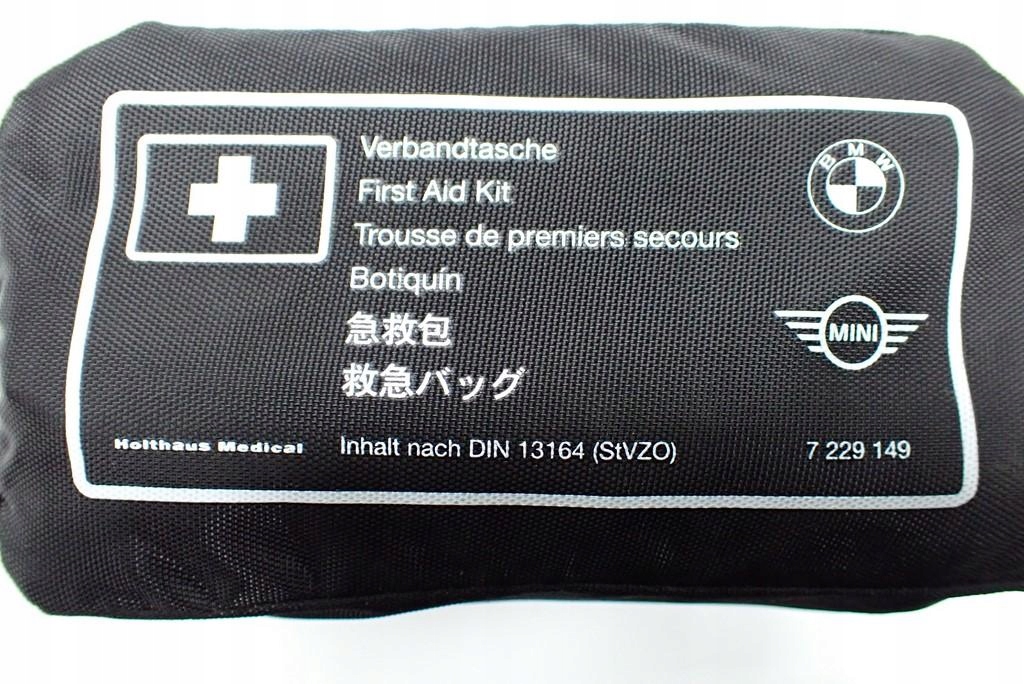 Verbandtasche
First Aid Kit
Trousse de premiers secours
Botiquín
急救包
救急バッグ
BMW
MINI
Holthaus Medical
Inhalt nach DIN 13164 (StVZO)
7 229 149